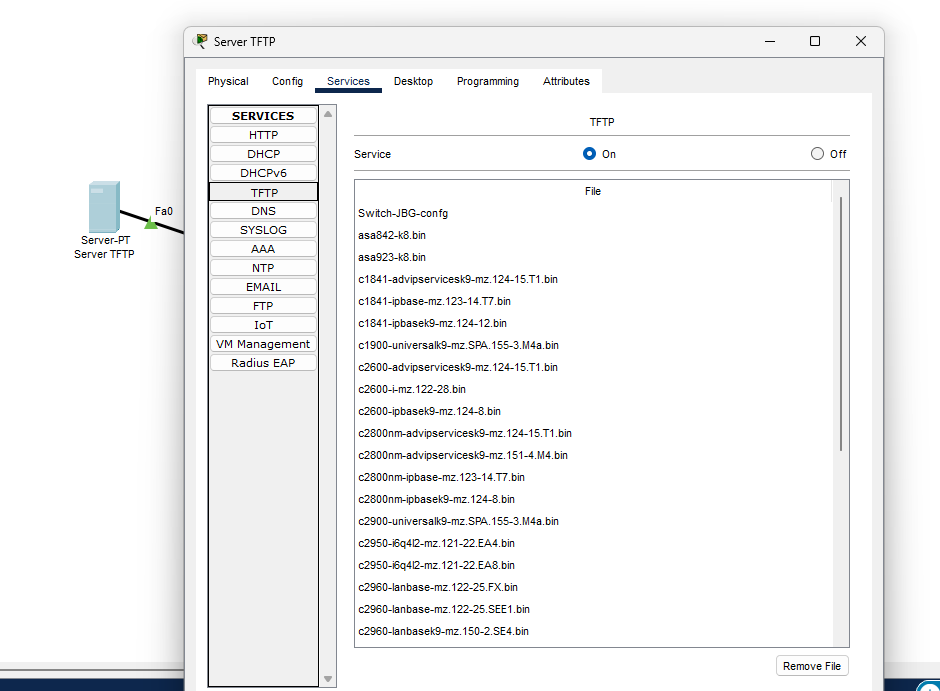 Server TFTP
Physical Config Services Desktop Programming Attributes
SERVICES
HTTP
DHCP
DHCPv6
TFTP
DNS
SYSLOG
AAA
NTP
EMAIL
FTP
IoT
VM Management
Radius EAP
TFTP
Service On Off
File
Switch-JBG-confg
asa842-k8.bin
asa923-k8.bin
c1841-advipservicesk9-mz.124-15.T1.bin
c1841-ipbase-mz.123-14.T7.bin
c1841-ipbasek9-mz.124-12.bin
c1900-universalk9-mz.SPA.155-3.M4a.bin
c2600-advipservicesk9-mz.124-15.T1.bin
c2600-i-mz.122-28.bin
c2600-ipbasek9-mz.124-8.bin
c2800nm-advipservicesk9-mz.124-15.T1.bin
c2800nm-advipservicesk9-mz.151-4.M4.bin
c2800nm-ipbase-mz.123-14.T7.bin
c2800nm-ipbasek9-mz.124-8.bin
c2900-universalk9-mz.SPA.155-3.M4a.bin
c2950-i6q4l2-mz.121-22.EA4.bin
c2950-i6q4l2-mz.121-22.EA8.bin
c2960-lanbase-mz.122-25.FX.bin
c2960-lanbase-mz.122-25.SEE1.bin
c2960-lanbasek9-mz.150-2.SE4.bin
Remove File
Fa0
Server-PT
Server TFTP